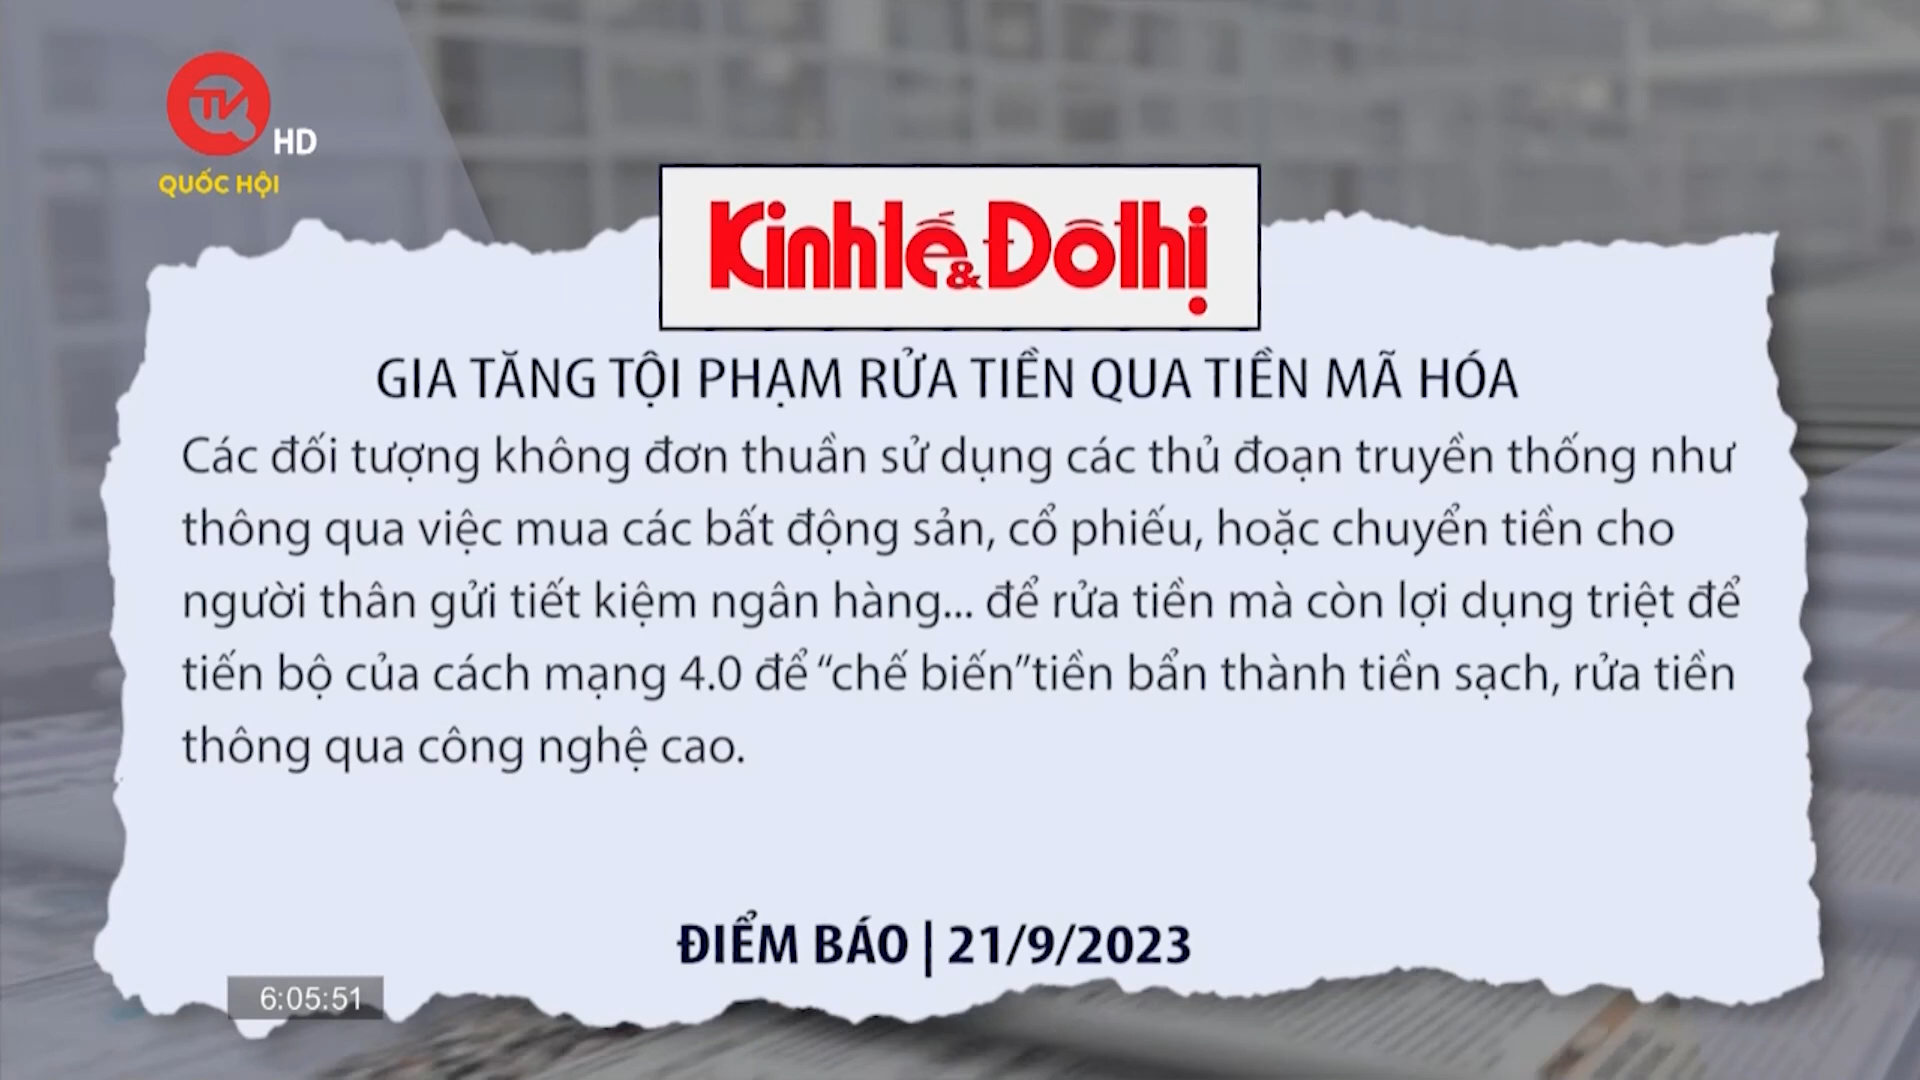 TV
HD
QUỐC HỘI
Kinh tế & Đô thị
GIA TĂNG TỘI PHẠM RỬA TIỀN QUA TIỀN MÃ HÓA
Các đối tượng không đơn thuần sử dụng các thủ đoạn truyền thống như
thông qua việc mua các bất động sản, cổ phiếu, hoặc chuyển tiền cho
người thân gửi tiết kiệm ngân hàng... để rửa tiền mà còn lợi dụng triệt để
tiến bộ của cách mạng 4.0 để “chế biến”tiền bẩn thành tiền sạch, rửa tiền
thông qua công nghệ cao.
ĐIỂM BÁO | 21/9/2023
6:05:51